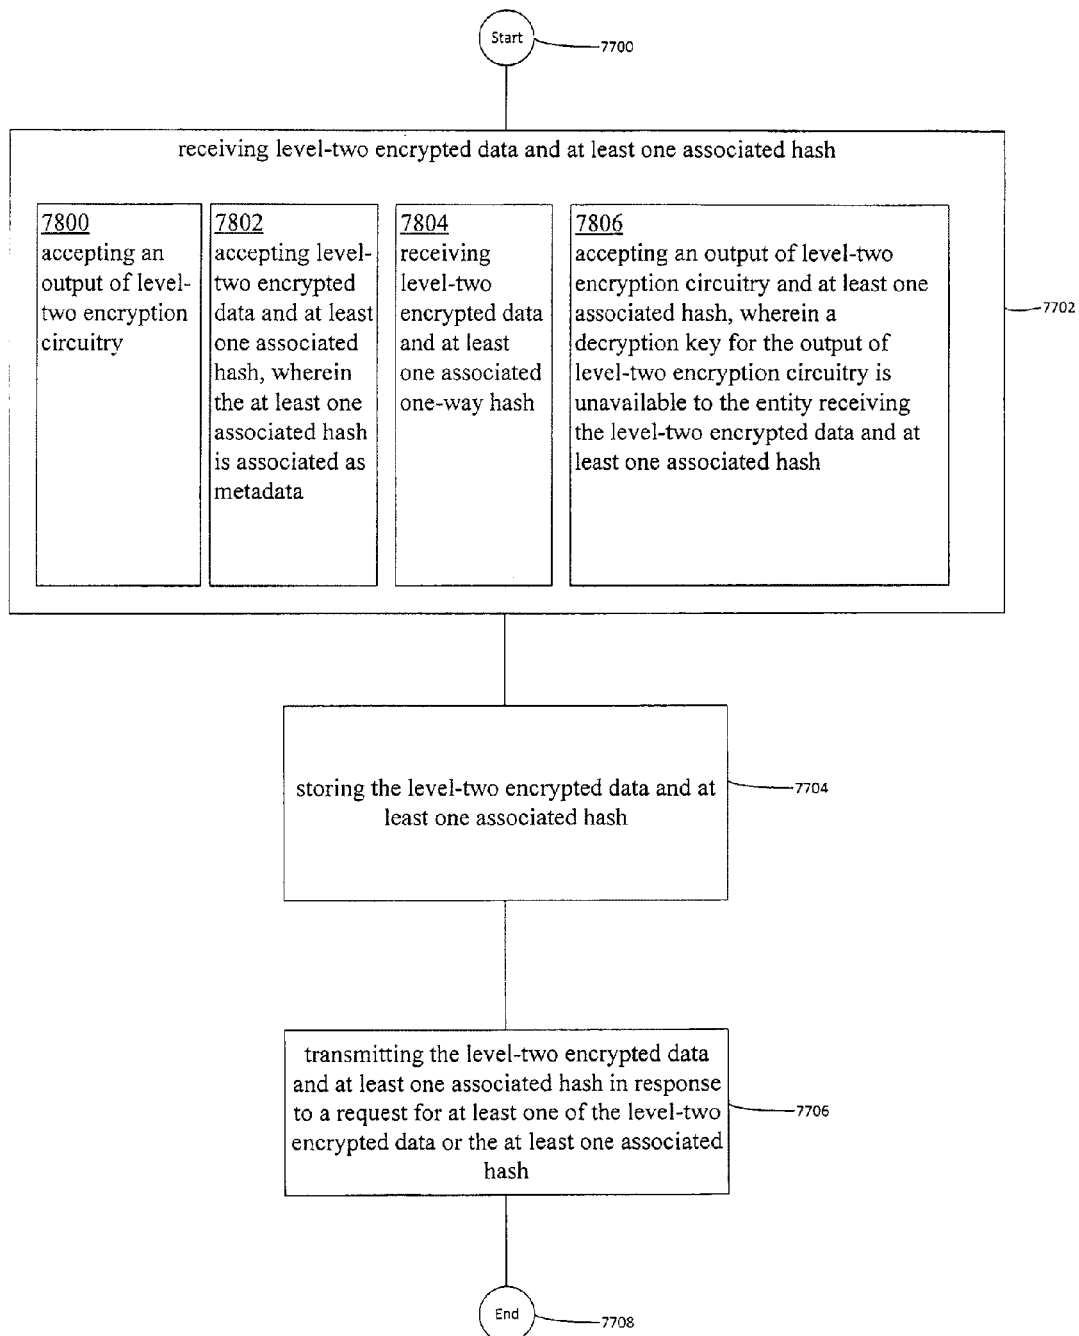 Start
7700
receiving level-two encrypted data and at least one associated hash
7800
accepting an
output of level-
two encryption
circuitry
7802
accepting level-
two encrypted
data and at least
one associated
hash, wherein
the at least one
associated hash
is associated as
metadata
7804
receiving
level-two
encrypted data
and at least
one associated
one-way hash
7806
accepting an output of level-two
encryption circuitry and at least one
associated hash, wherein a
decryption key for the output of
level-two encryption circuitry is
unavailable to the entity receiving
the level-two encrypted data and at
least one associated hash
7702
storing the level-two encrypted data and at
least one associated hash
7704
transmitting the level-two encrypted data
and at least one associated hash in response
to a request for at least one of the level-two
encrypted data or the at least one associated
hash
7706
End
7708